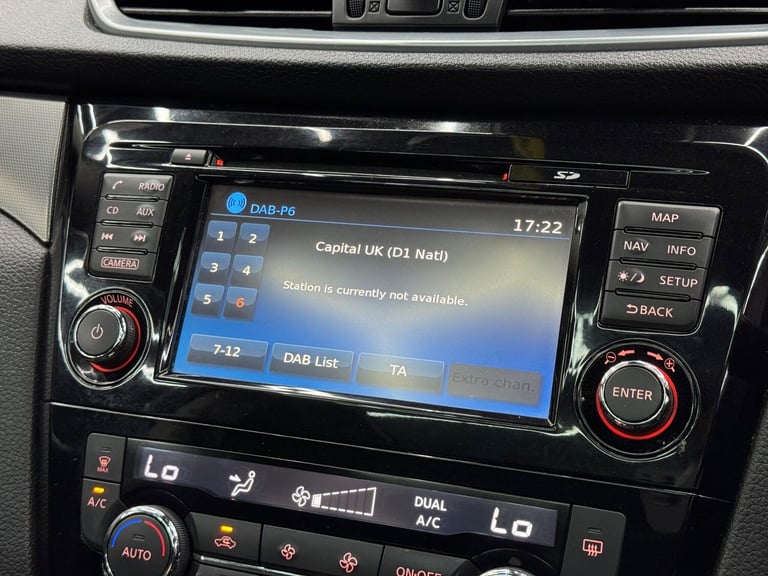 SD
RADIO
CD AUX
CAMERA
VOLUME
DAB-P6
17:22
Capital UK (D1 Natl)
Station is currently not available.
1 2
3 4
5 6
7-12
DAB List
TA
Extra chan.
MAP
NAV INFO
SETUP
BACK
ENTER
MAX
A/C
Lo
DUAL
A/C
Lo
AUTO
ON·OFF